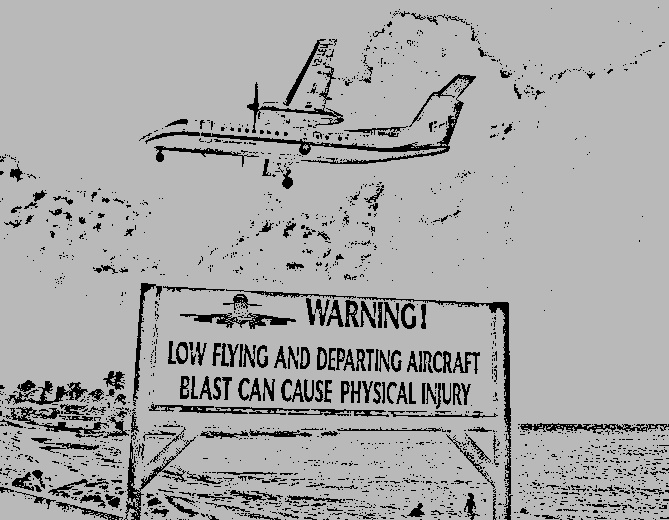 WARNING!
LOW FLYING AND DEPARTING AIRCRAFT
BLAST CAN CAUSE PHYSICAL INJURY